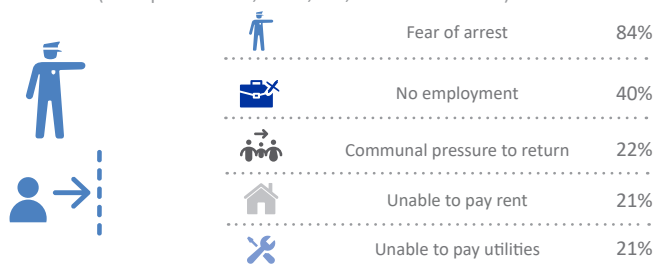 Fear of arrest 84%
No employment 40%
Communal pressure to return 22%
Unable to pay rent 21%
Unable to pay utilities 21%